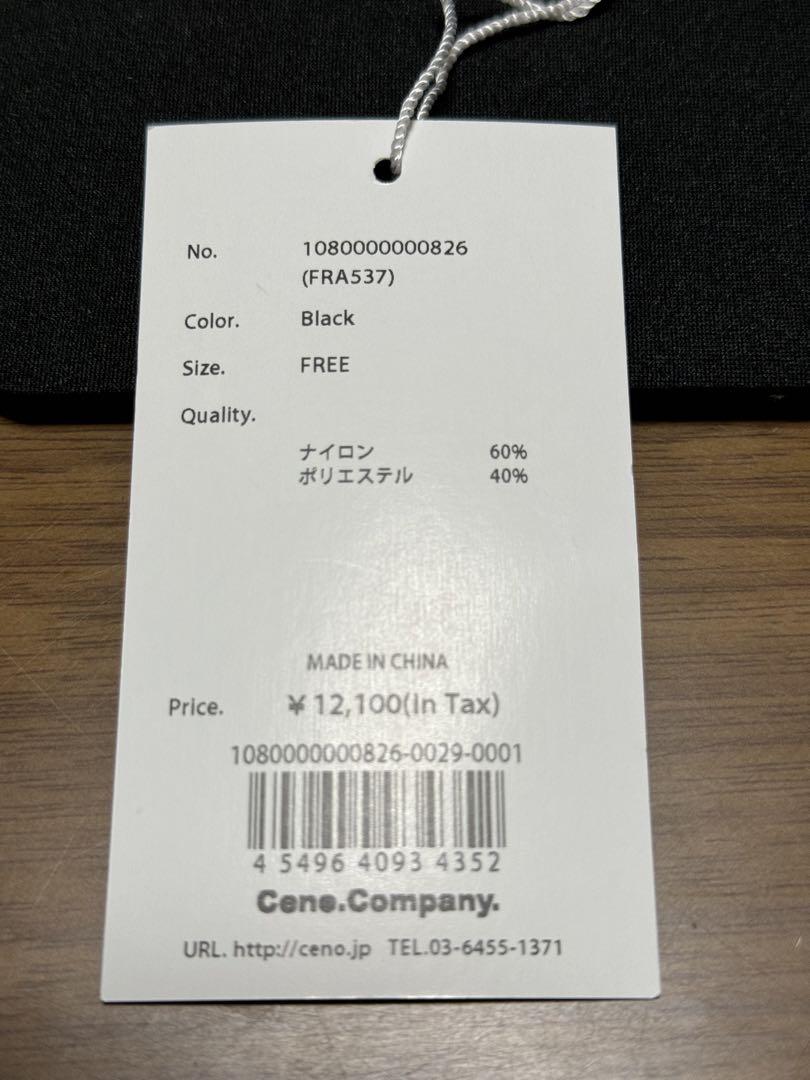 No. 1080000000826
(FRA537)
Color. Black
Size. FREE
Quality.
ナイロン 60%
ポリエステル 40%
MADE IN CHINA
Price. ¥ 12,100(In Tax)
1080000000826-0029-0001
4 5496 4093 4352
Cene.Company.
URL. http://ceno.jp TEL.03-6455-1371